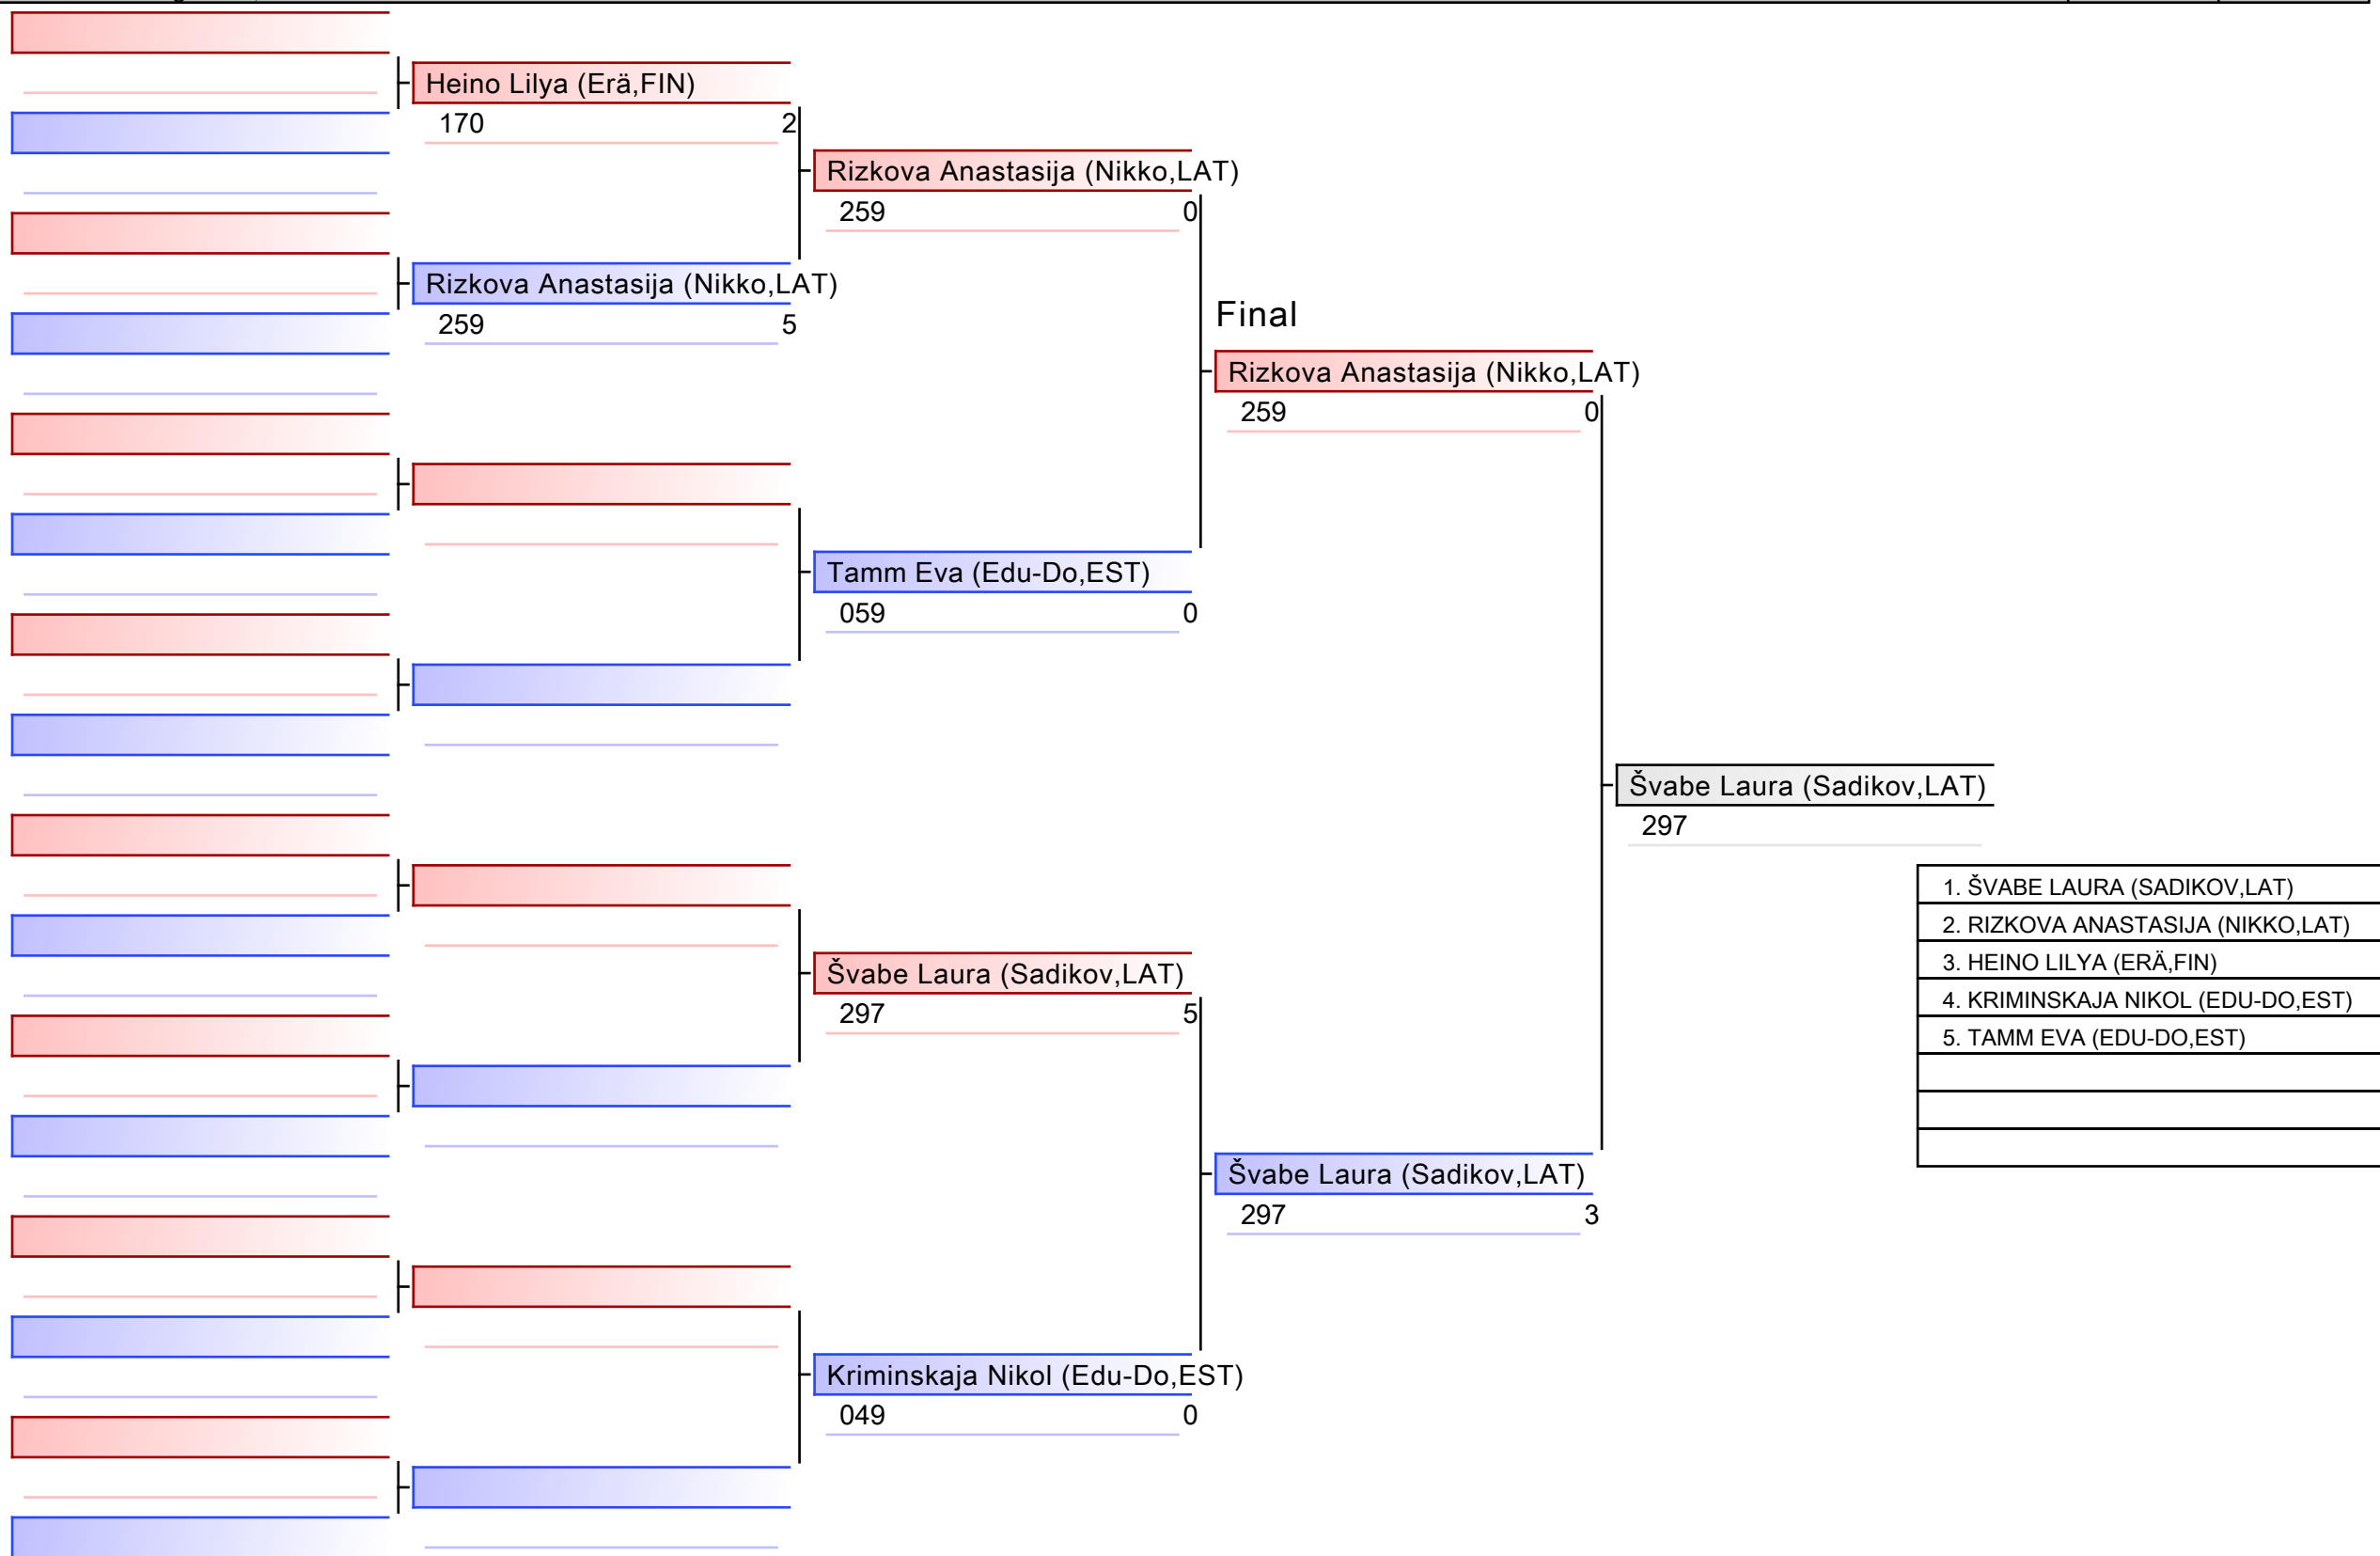 Heino Lilya (Erä,FIN)
170 2
Rizkova Anastasija (Nikko,LAT)
259 0
Rizkova Anastasija (Nikko,LAT)
259 5
Final
Rizkova Anastasija (Nikko,LAT)
259 0
Tamm Eva (Edu-Do,EST)
059 0
Švabe Laura (Sadikov,LAT)
297
1. ŠVABE LAURA (SADIKOV,LAT)
2. RIZKOVA ANASTASIJA (NIKKO,LAT)
3. HEINO LILYA (ERÄ,FIN)
4. KRIMINSKAJA NIKOL (EDU-DO,EST)
5. TAMM EVA (EDU-DO,EST)
Švabe Laura (Sadikov,LAT)
297 5
Švabe Laura (Sadikov,LAT)
297 3
Kriminskaja Nikol (Edu-Do,EST)
049 0